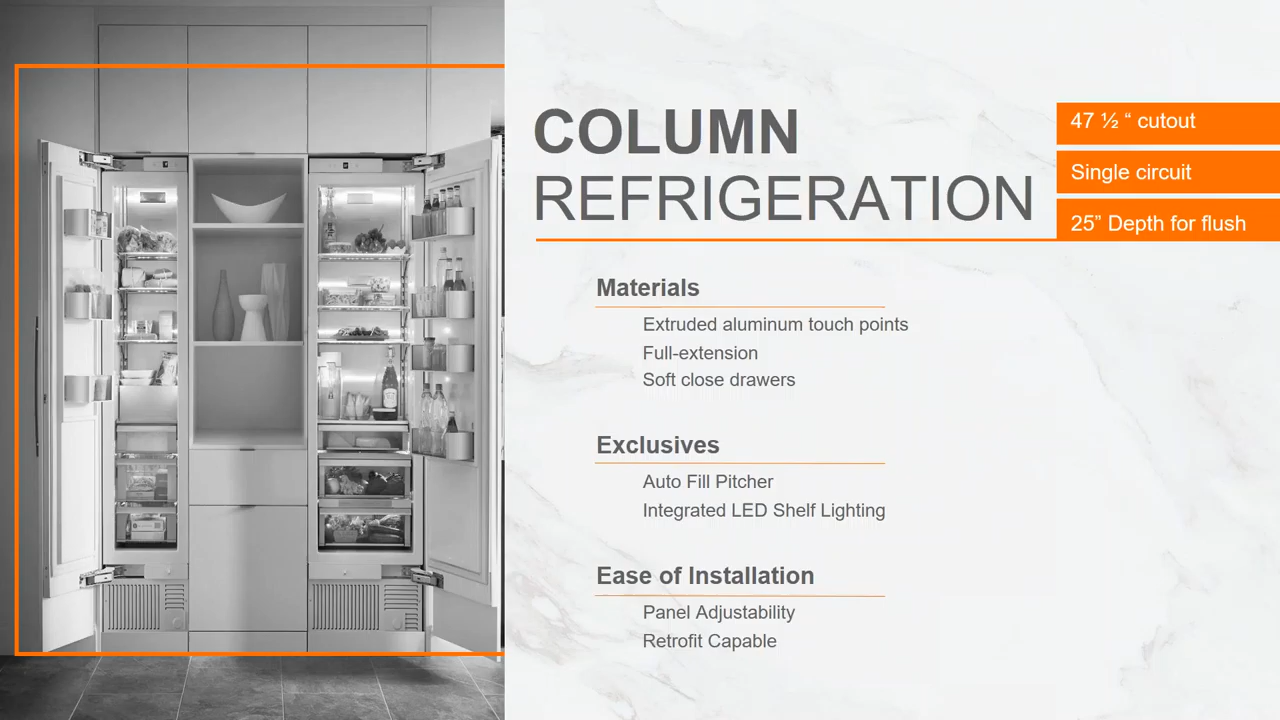 COLUMN
REFRIGERATION
47 ½ “ cutout
Single circuit
25” Depth for flush
Materials
Extruded aluminum touch points
Full-extension
Soft close drawers
Exclusives
Auto Fill Pitcher
Integrated LED Shelf Lighting
Ease of Installation
Panel Adjustability
Retrofit Capable